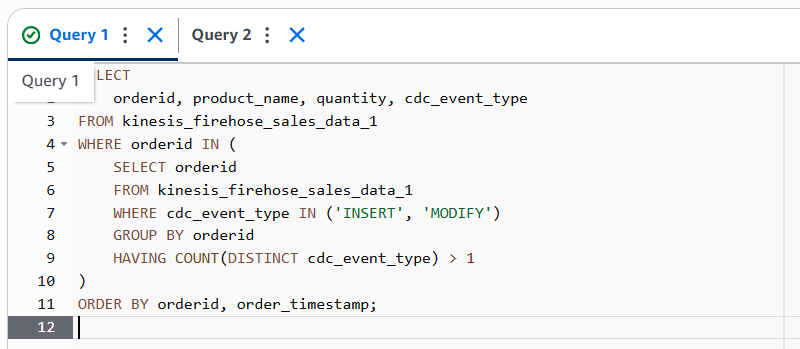 Query 1 Query 2
Query 1
LECT
2 orderid, product_name, quantity, cdc_event_type
3 FROM kinesis_firehose_sales_data_1
4 WHERE orderid IN (
5 SELECT orderid
6 FROM kinesis_firehose_sales_data_1
7 WHERE cdc_event_type IN ('INSERT', 'MODIFY')
8 GROUP BY orderid
9 HAVING COUNT(DISTINCT cdc_event_type) > 1
10 )
11 ORDER BY orderid, order_timestamp;
12